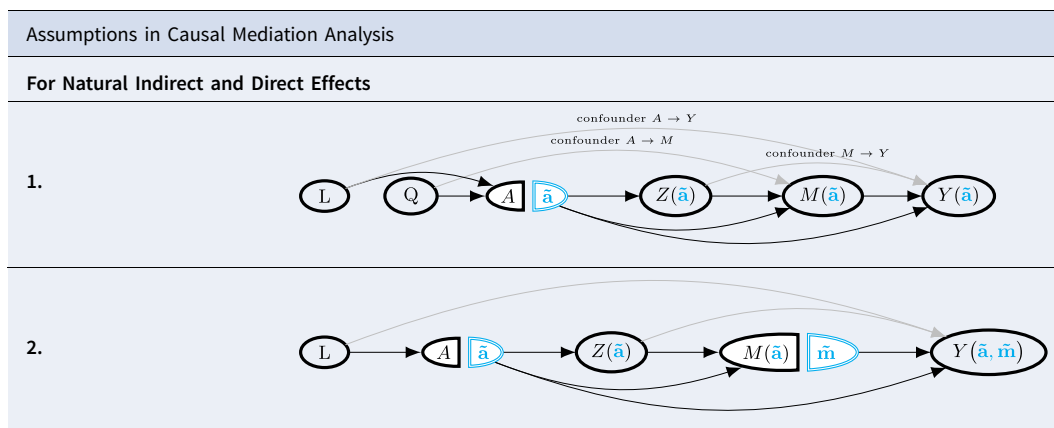 Assumptions in Causal Mediation Analysis
For Natural Indirect and Direct Effects
confounder A → Y
confounder A → M
confounder M → Y
1.
L Q A ã Z(ã) M(ã) Y(ã)
2.
L A ã Z(ã) M(ã) m̃ Y(ã, m̃)